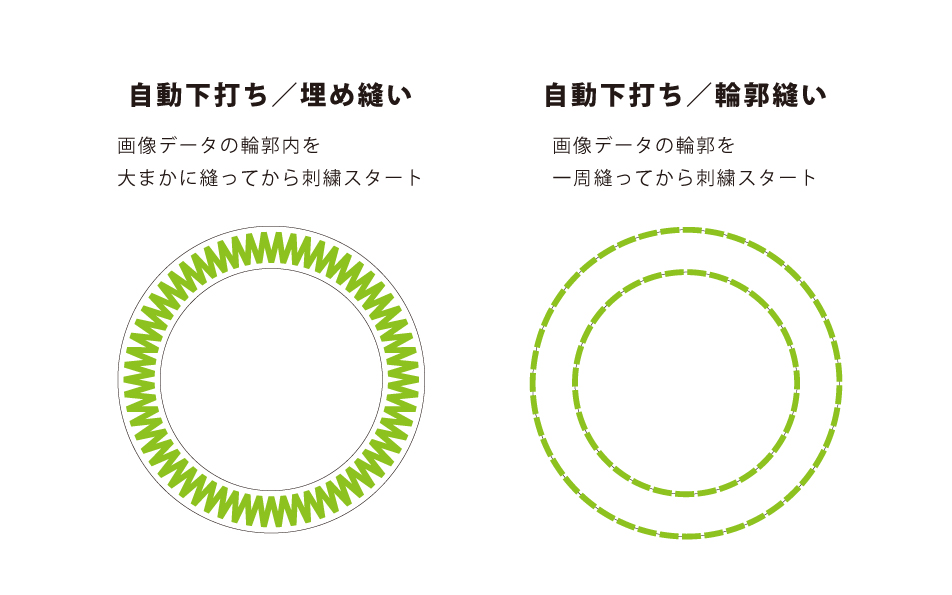 自動下打ち／埋め縫い
画像データの輪郭内を
大まかに縫ってから刺繍スタート
自動下打ち／輪郭縫い
画像データの輪郭を
一周縫ってから刺繍スタート